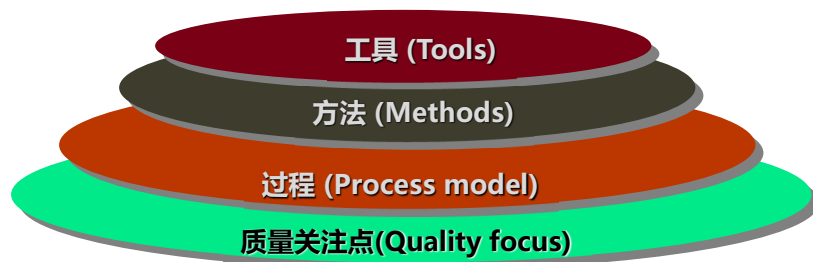 工具 (Tools)
方法 (Methods)
过程 (Process model)
质量关注点(Quality focus)